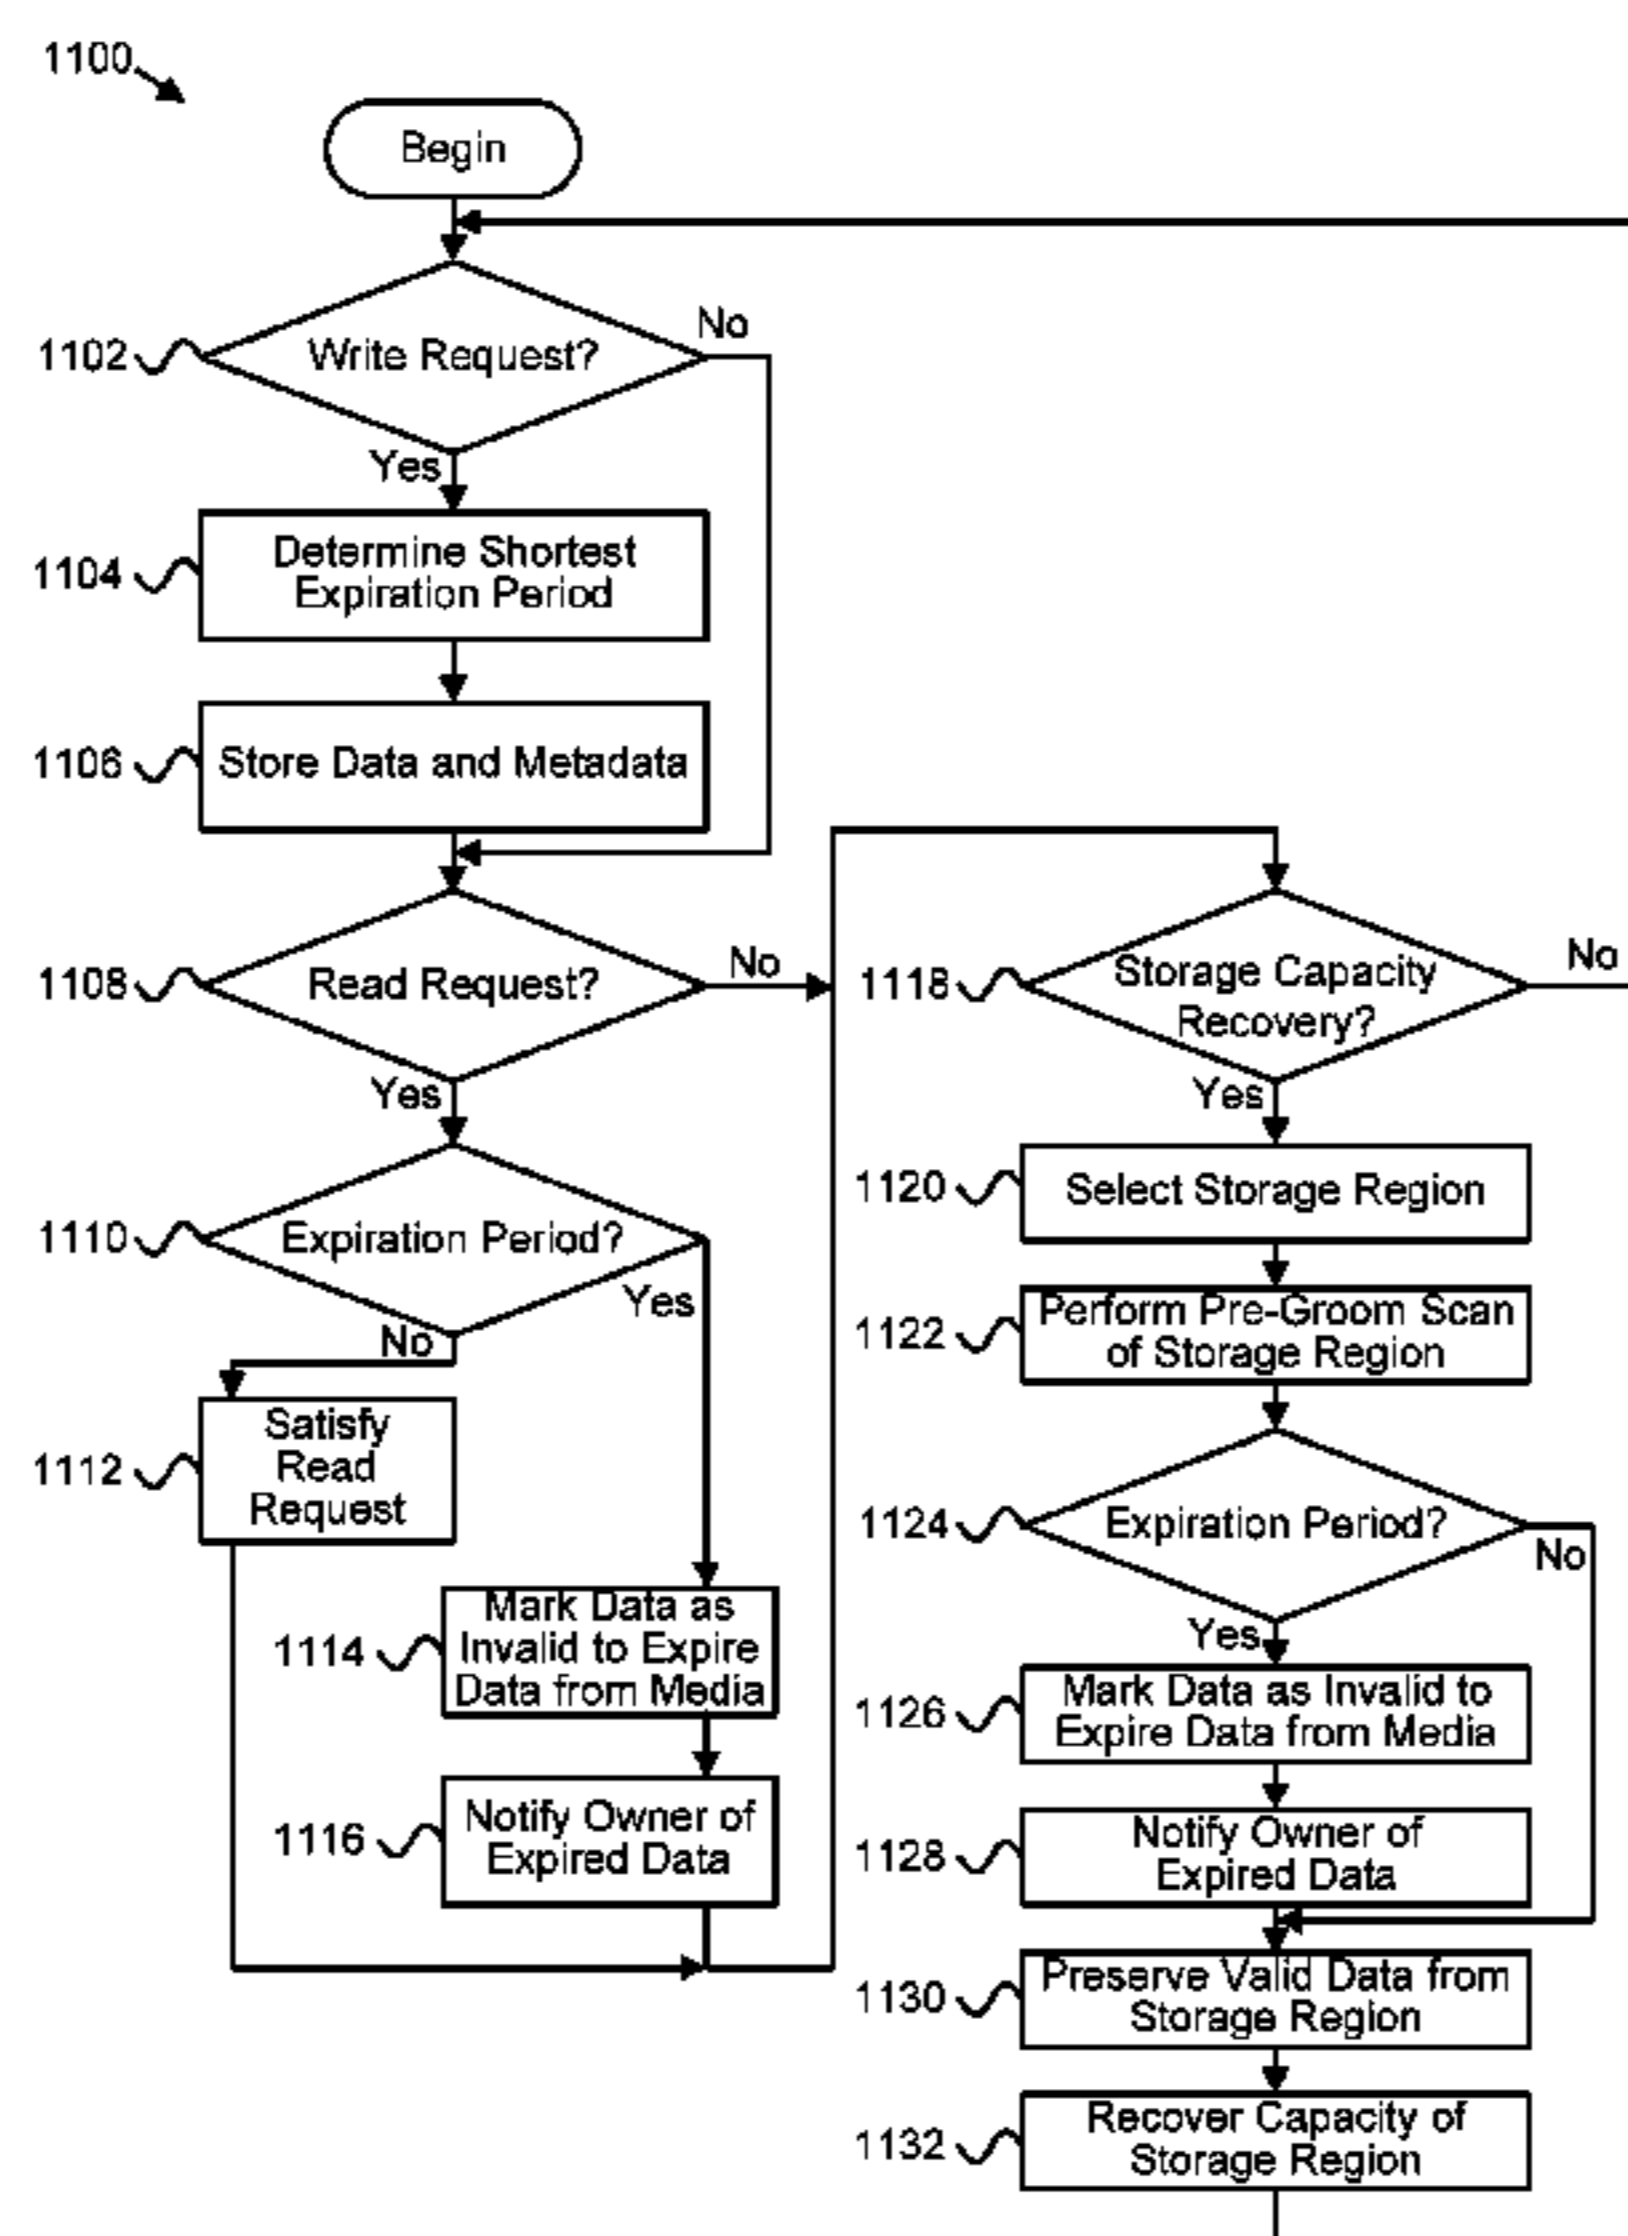 1100
Begin
No
1102
Write Request?
Yes
1104
Determine Shortest
Expiration Period
1106
Store Data and Metadata
1108
Read Request?
No
Yes
1110
Expiration Period?
Yes
No
1112
Satisfy
Read
Request
1114
Mark Data as
Invalid to Expire
Data from Media
1116
Notify Owner of
Expired Data
1118
Storage Capacity
Recovery?
No
Yes
1120
Select Storage Region
1122
Perform Pre-Groom Scan
of Storage Region
1124
Expiration Period?
No
Yes
1126
Mark Data as Invalid to
Expire Data from Media
1128
Notify Owner of
Expired Data
1130
Preserve Valid Data from
Storage Region
1132
Recover Capacity of
Storage Region